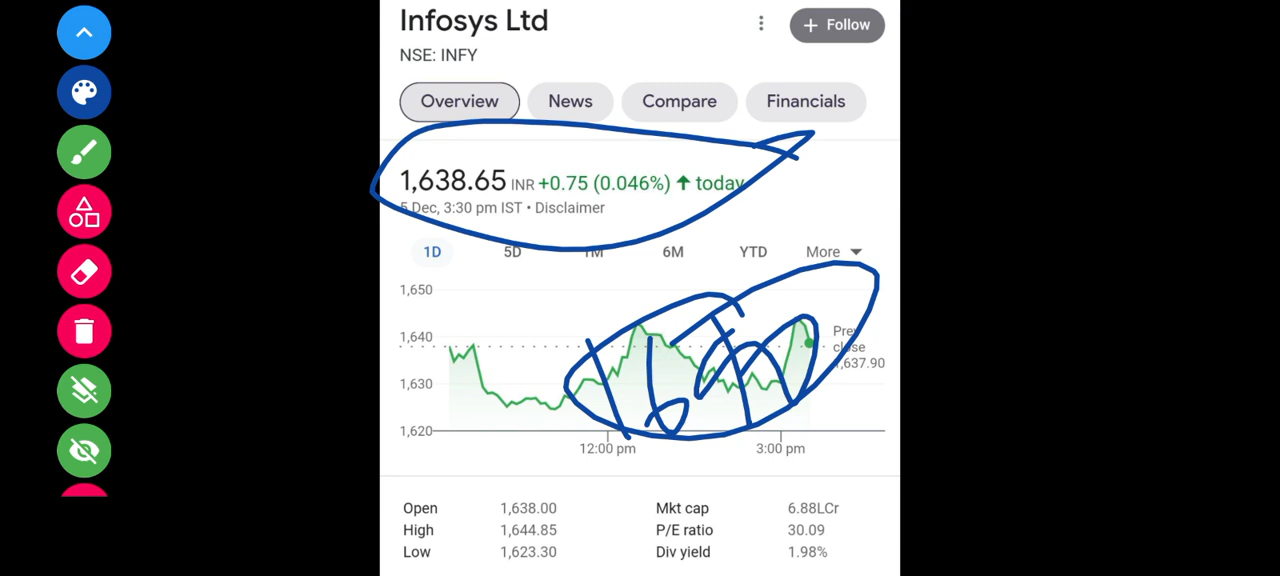 Infosys Ltd
+ Follow
NSE: INFY
Overview News Compare Financials
1,638.65 INR +0.75 (0.046%) ↑ today
5 Dec, 3:30 pm IST • Disclaimer
1D 5D 1M 6M YTD More
1,650
1,640
1,630
1,620
Prev
close
1,637.90
12:00 pm 3:00 pm
Open 1,638.00 Mkt cap 6.88LCr
High 1,644.85 P/E ratio 30.09
Low 1,623.30 Div yield 1.98%